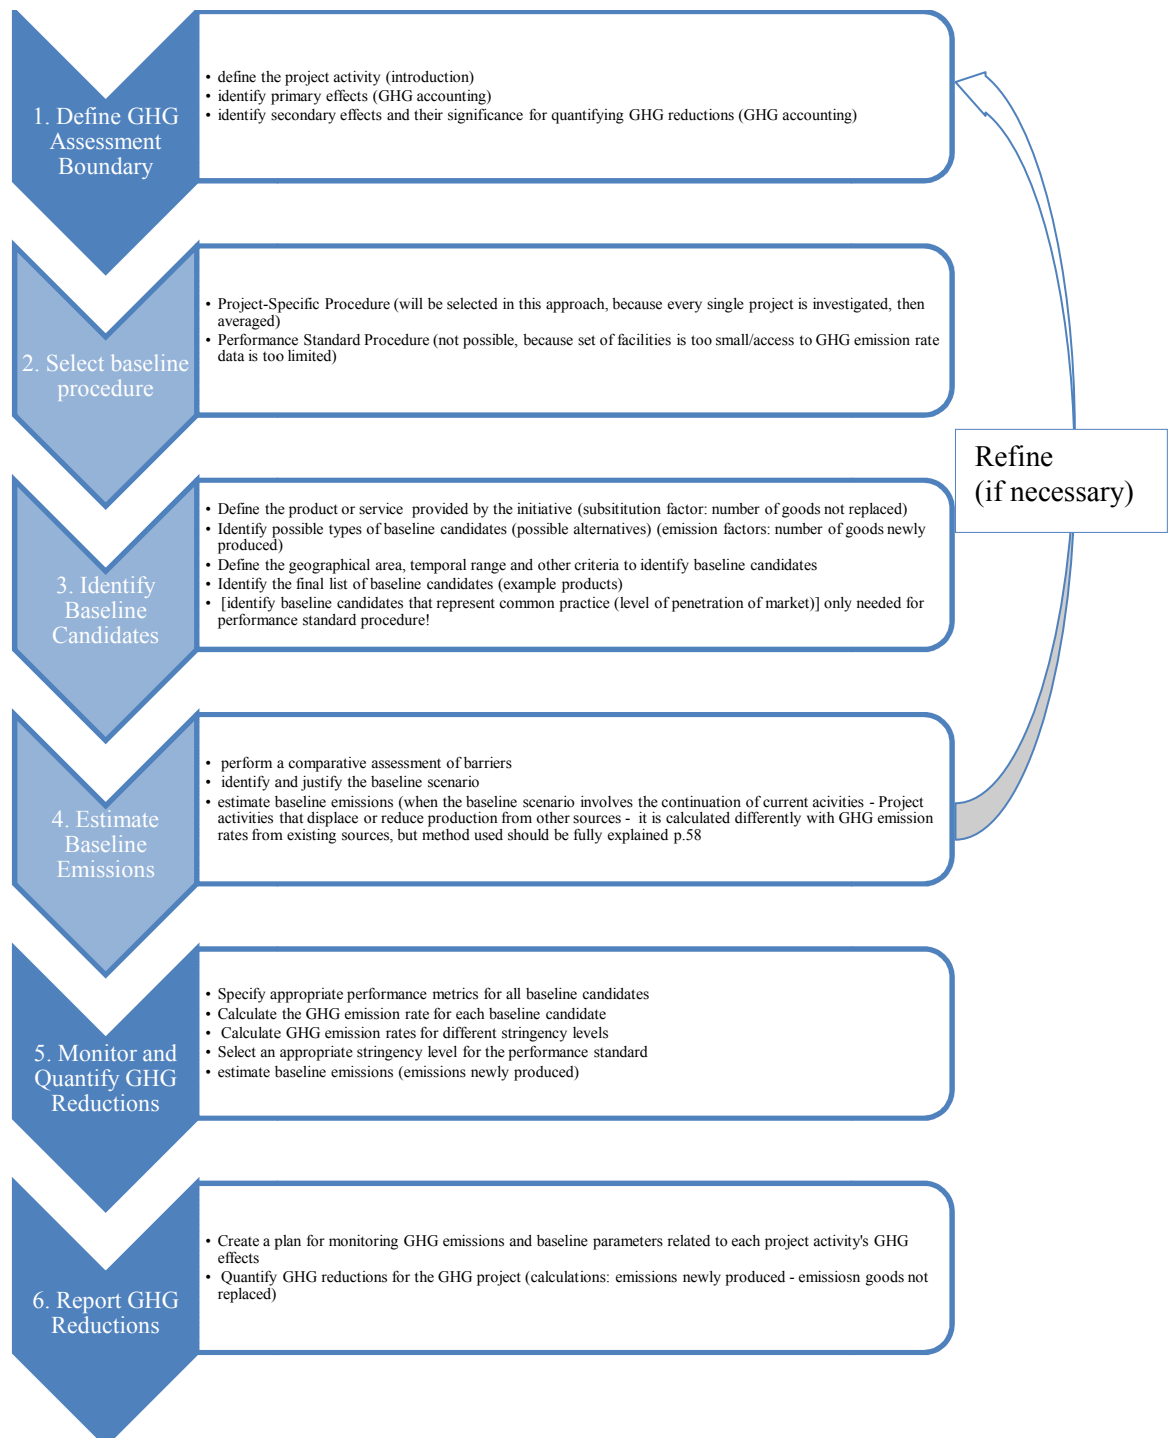 1. Define GHG
Assessment
Boundary
• define the project activity (introduction)
• identify primary effects (GHG accounting)
• identify secondary effects and their significance for quantifying GHG reductions (GHG accounting)
2. Select baseline
procedure
• Project-Specific Procedure (will be selected in this approach, because every single project is investigated, then
averaged)
• Performance Standard Procedure (not possible, because set of facilities is too small/access to GHG emission rate
data is too limited)
Refine
(if necessary)
3. Identify
Baseline
Candidates
• Define the product or service provided by the initiative (subsititution factor: number of goods not replaced)
• Identify possible types of baseline candidates (possible alternatives) (emission factors: number of goods newly
produced)
• Define the geographical area, temporal range and other criteria to identify baseline candidates
• Identify the final list of baseline candidates (example products)
• [identify baseline candidates that represent common practice (level of penetration of market)] only needed for
performance standard procedure!
4. Estimate
Baseline
Emissions
• perform a comparative assessment of barriers
• identify and justify the baseline scenario
• estimate baseline emissions (when the baseline scenario involves the continuation of current acivities - Project
activities that displace or reduce production from other sources - it is calculated differently with GHG emission
rates from existing sources, but method used should be fully explained p.58
5. Monitor and
Quantify GHG
Reductions
• Specify appropriate performance metrics for all baseline candidates
• Calculate the GHG emission rate for each baseline candidate
• Calculate GHG emission rates for different stringency levels
• Select an appropriate stringency level for the performance standard
• estimate baseline emissions (emissions newly produced)
6. Report GHG
Reductions
• Create a plan for monitoring GHG emissions and baseline parameters related to each project activity's GHG
effects
• Quantify GHG reductions for the GHG project (calculations: emissions newly produced - emissiosn goods not
replaced)